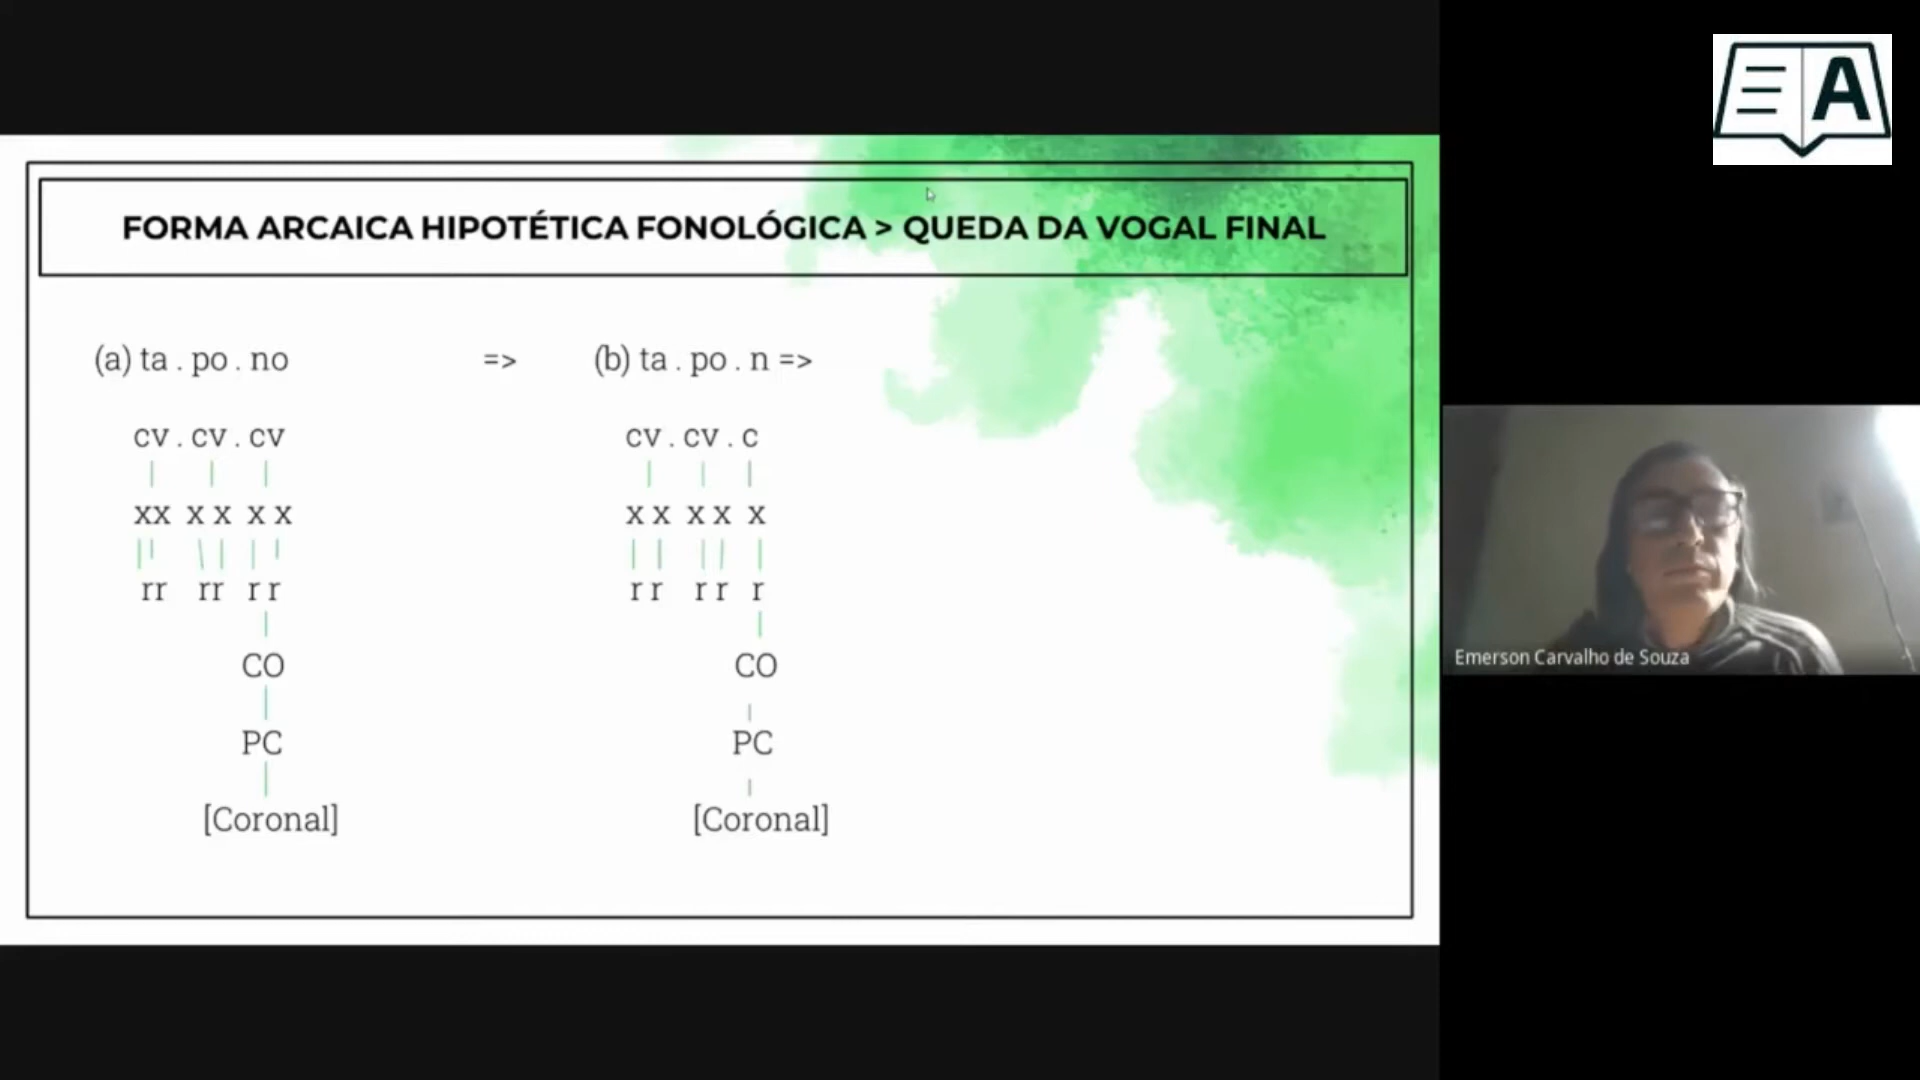 FORMA ARCAICA HIPOTÉTICA FONOLÓGICA > QUEDA DA VOGAL FINAL
(a) ta . po . no => (b) ta . po . n =>
cv . cv . cv cv . cv . c
xx x x x x x x x x x
rr rr r r r r r r r
CO CO
PC PC
[Coronal] [Coronal]
A
Emerson Carvalho de Souza